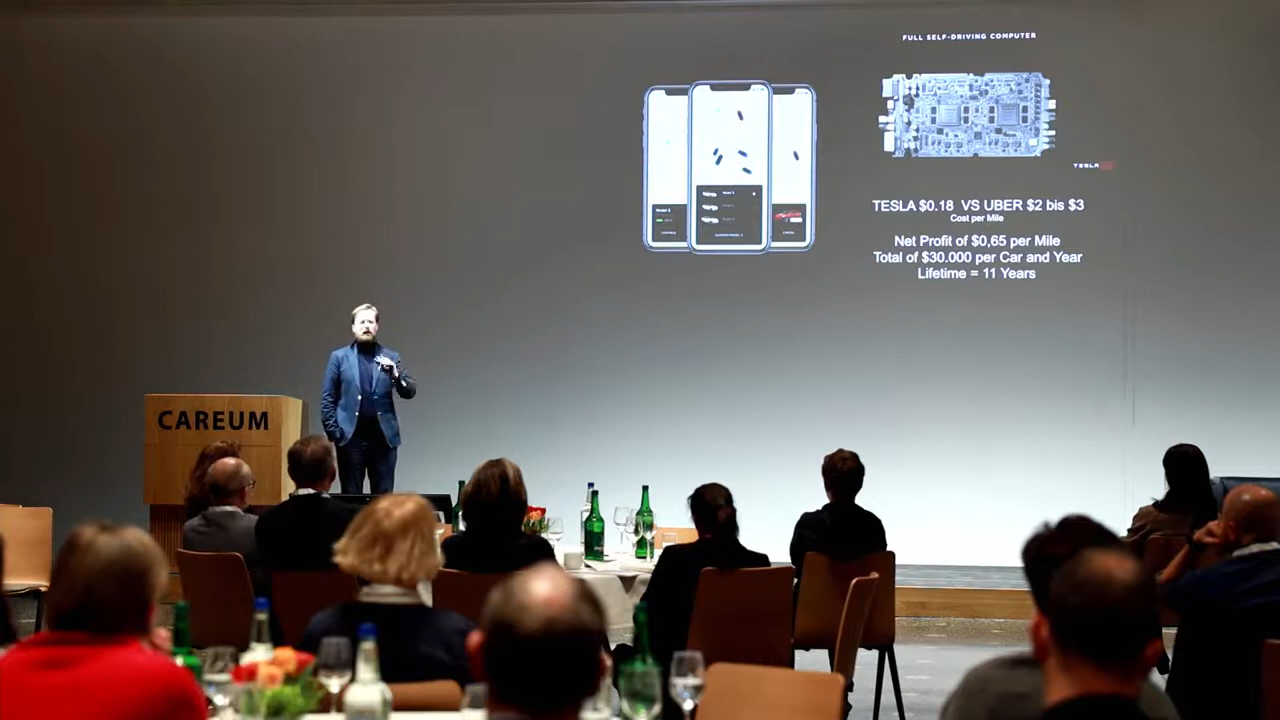 FULL SELF-DRIVING COMPUTER
TESLA
TESLA $0.18 VS UBER $2 bis $3
Cost per Mile
Net Profit of $0,65 per Mile
Total of $30.000 per Car and Year
Lifetime = 11 Years
CAREUM